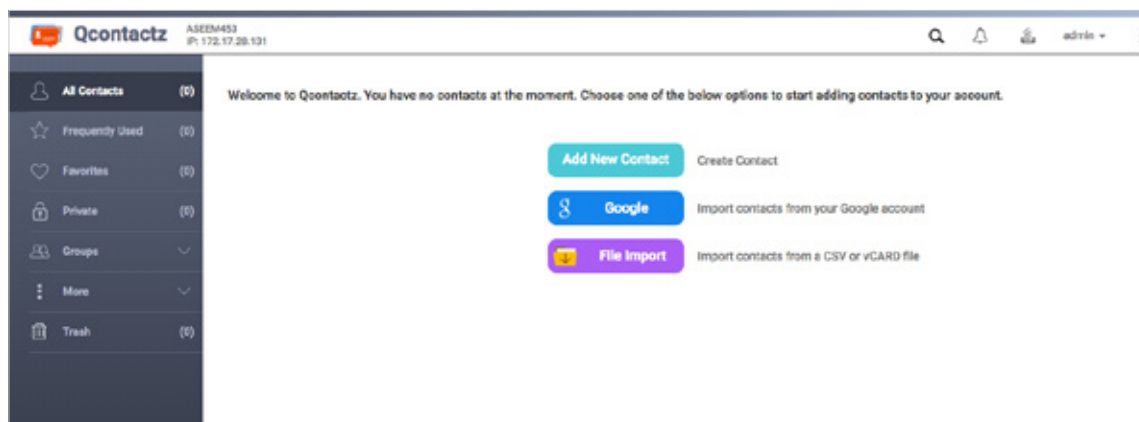 Qcontactz
ASEEM453
IP: 172.17.28.131
admin
All Contacts (0)
Frequently Used (0)
Favorites (0)
Private (0)
Groups
More
Trash (0)
Welcome to Qcontactz. You have no contacts at the moment. Choose one of the below options to start adding contacts to your account.
Add New Contact Create Contact
g Google Import contacts from your Google account
File Import Import contacts from a CSV or vCARD file